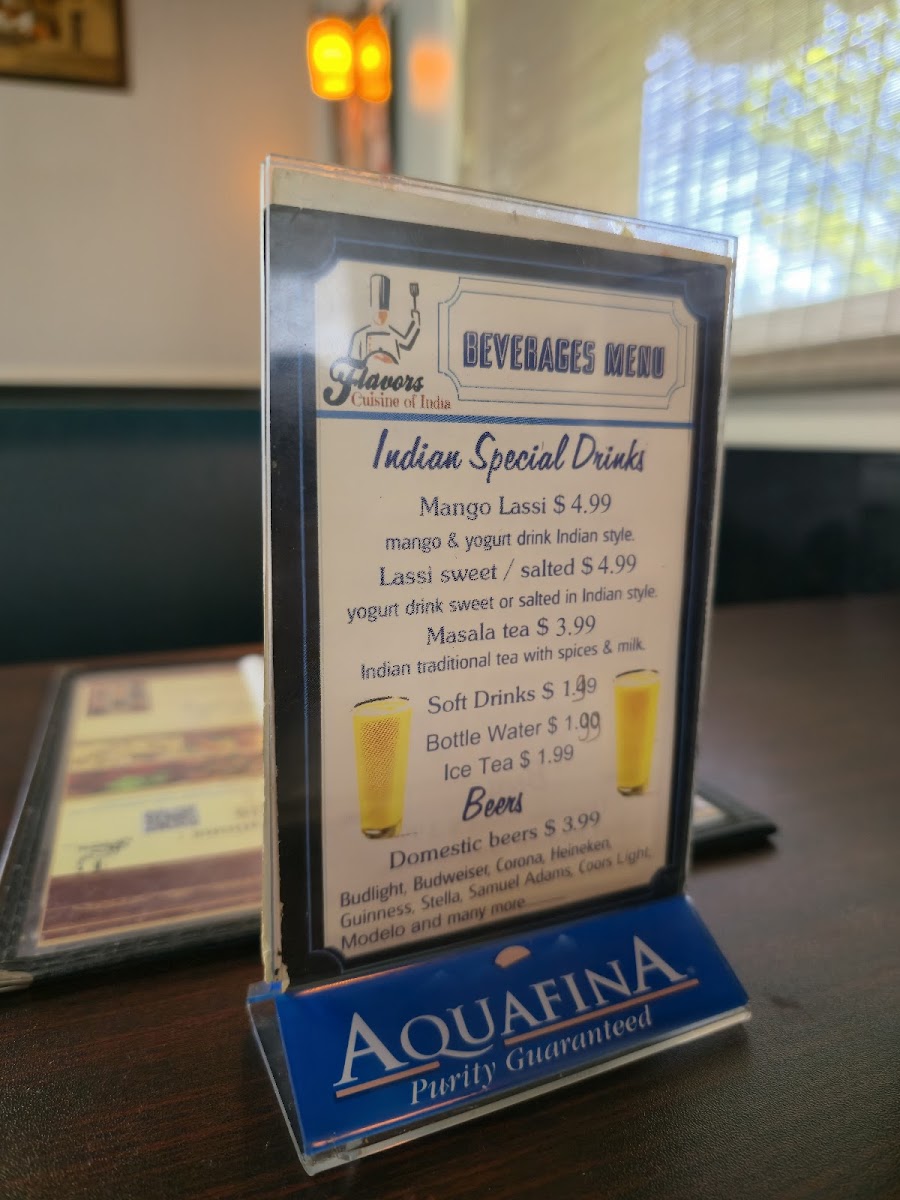 Flavors
Cuisine of India
BEVERAGES MENU
Indian Special Drinks
Mango Lassi $ 4.99
mango & yogurt drink Indian style.
Lassi sweet / salted $ 4.99
yogurt drink sweet or salted in Indian style.
Masala tea $ 3.99
Indian traditional tea with spices & milk.
Soft Drinks $ 1.99
Bottle Water $ 1.99
Ice Tea $ 1.99
Beers
Domestic beers $ 3.99
Budlight, Budweiser, Corona, Heineken,
Guinness, Stella, Samuel Adams, Coors Light,
Modelo and many more..........
AQUAFINA
Purity Guaranteed